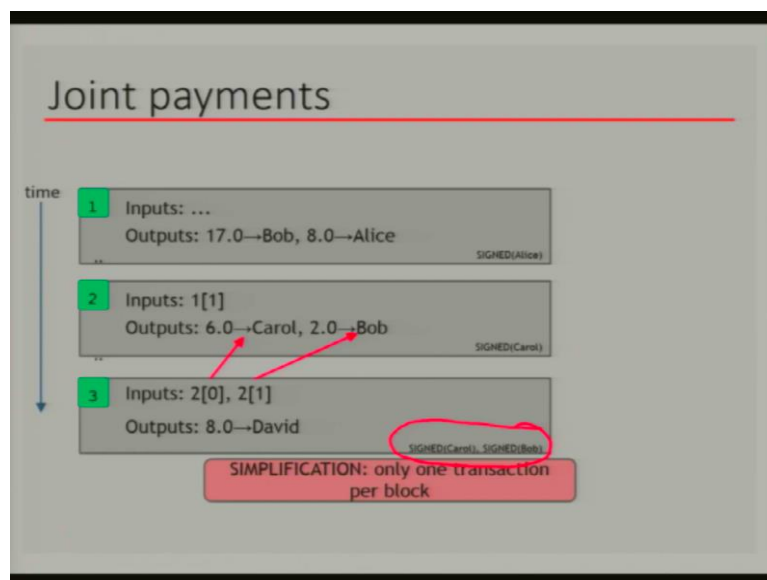 Joint payments
time
1
Inputs: ...
Outputs: 17.0→Bob, 8.0→Alice
SIGNED(Alice)
..
2
Inputs: 1[1]
Outputs: 6.0→Carol, 2.0→Bob
SIGNED(Carol)
..
3
Inputs: 2[0], 2[1]
Outputs: 8.0→David
SIGNED(Carol), SIGNED(Bob)
SIMPLIFICATION: only one transaction
per block